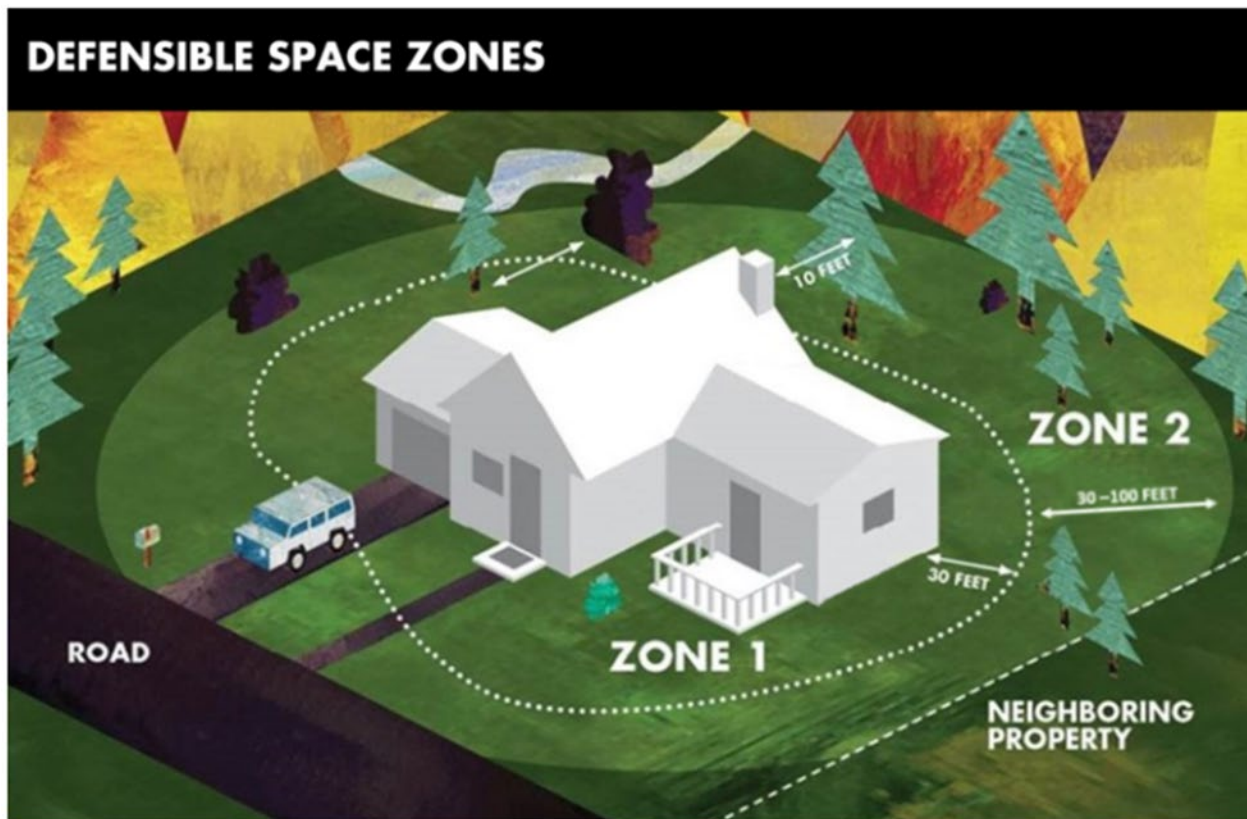 DEFENSIBLE SPACE ZONES
10 FEET
ZONE 2
30 –100 FEET
30 FEET
ZONE 1
ROAD
NEIGHBORING
PROPERTY